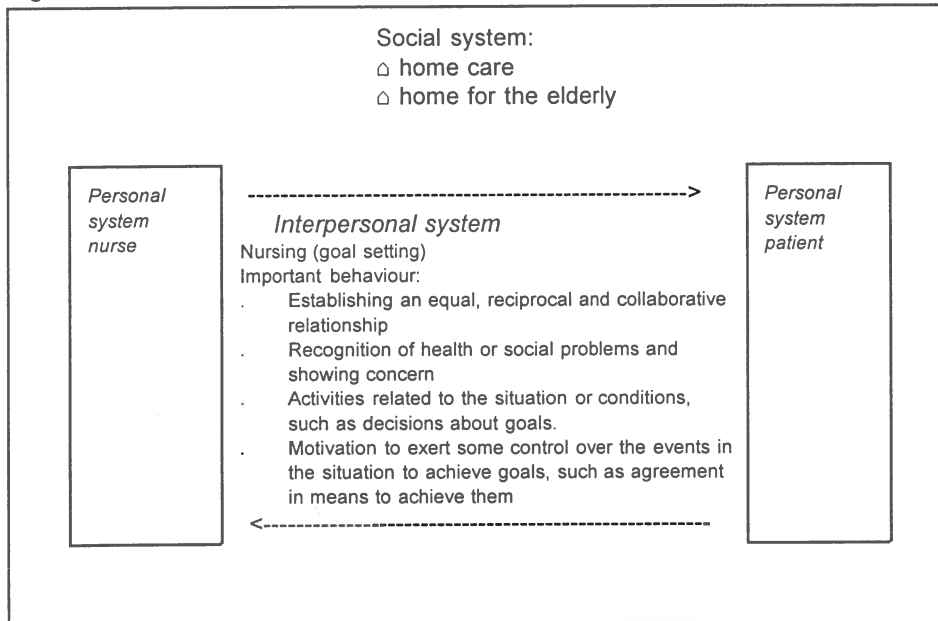 Social system:
⌂ home care
⌂ home for the elderly
Personal
system
nurse
---------------------------------------------------------->
Interpersonal system
Nursing (goal setting)
Important behaviour:
. Establishing an equal, reciprocal and collaborative
relationship
. Recognition of health or social problems and
showing concern
. Activities related to the situation or conditions,
such as decisions about goals.
. Motivation to exert some control over the events in
the situation to achieve goals, such as agreement
in means to achieve them
<----------------------------------------------------------
Personal
system
patient